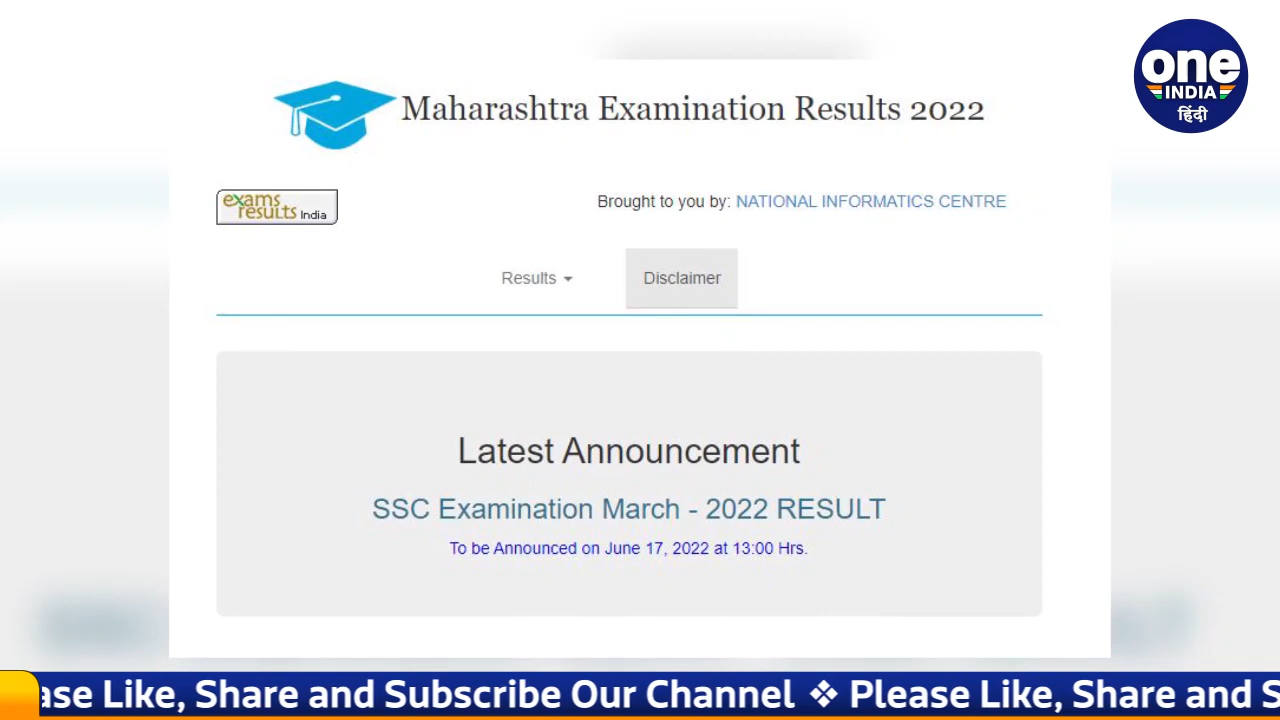 one
INDIA
हिंदी
Maharashtra Examination Results 2022
exams
results India
Brought to you by: NATIONAL INFORMATICS CENTRE
Results
Disclaimer
Latest Announcement
SSC Examination March - 2022 RESULT
To be Announced on June 17, 2022 at 13:00 Hrs.
ase Like, Share and Subscribe Our Channel ❖ Please Like, Share and S